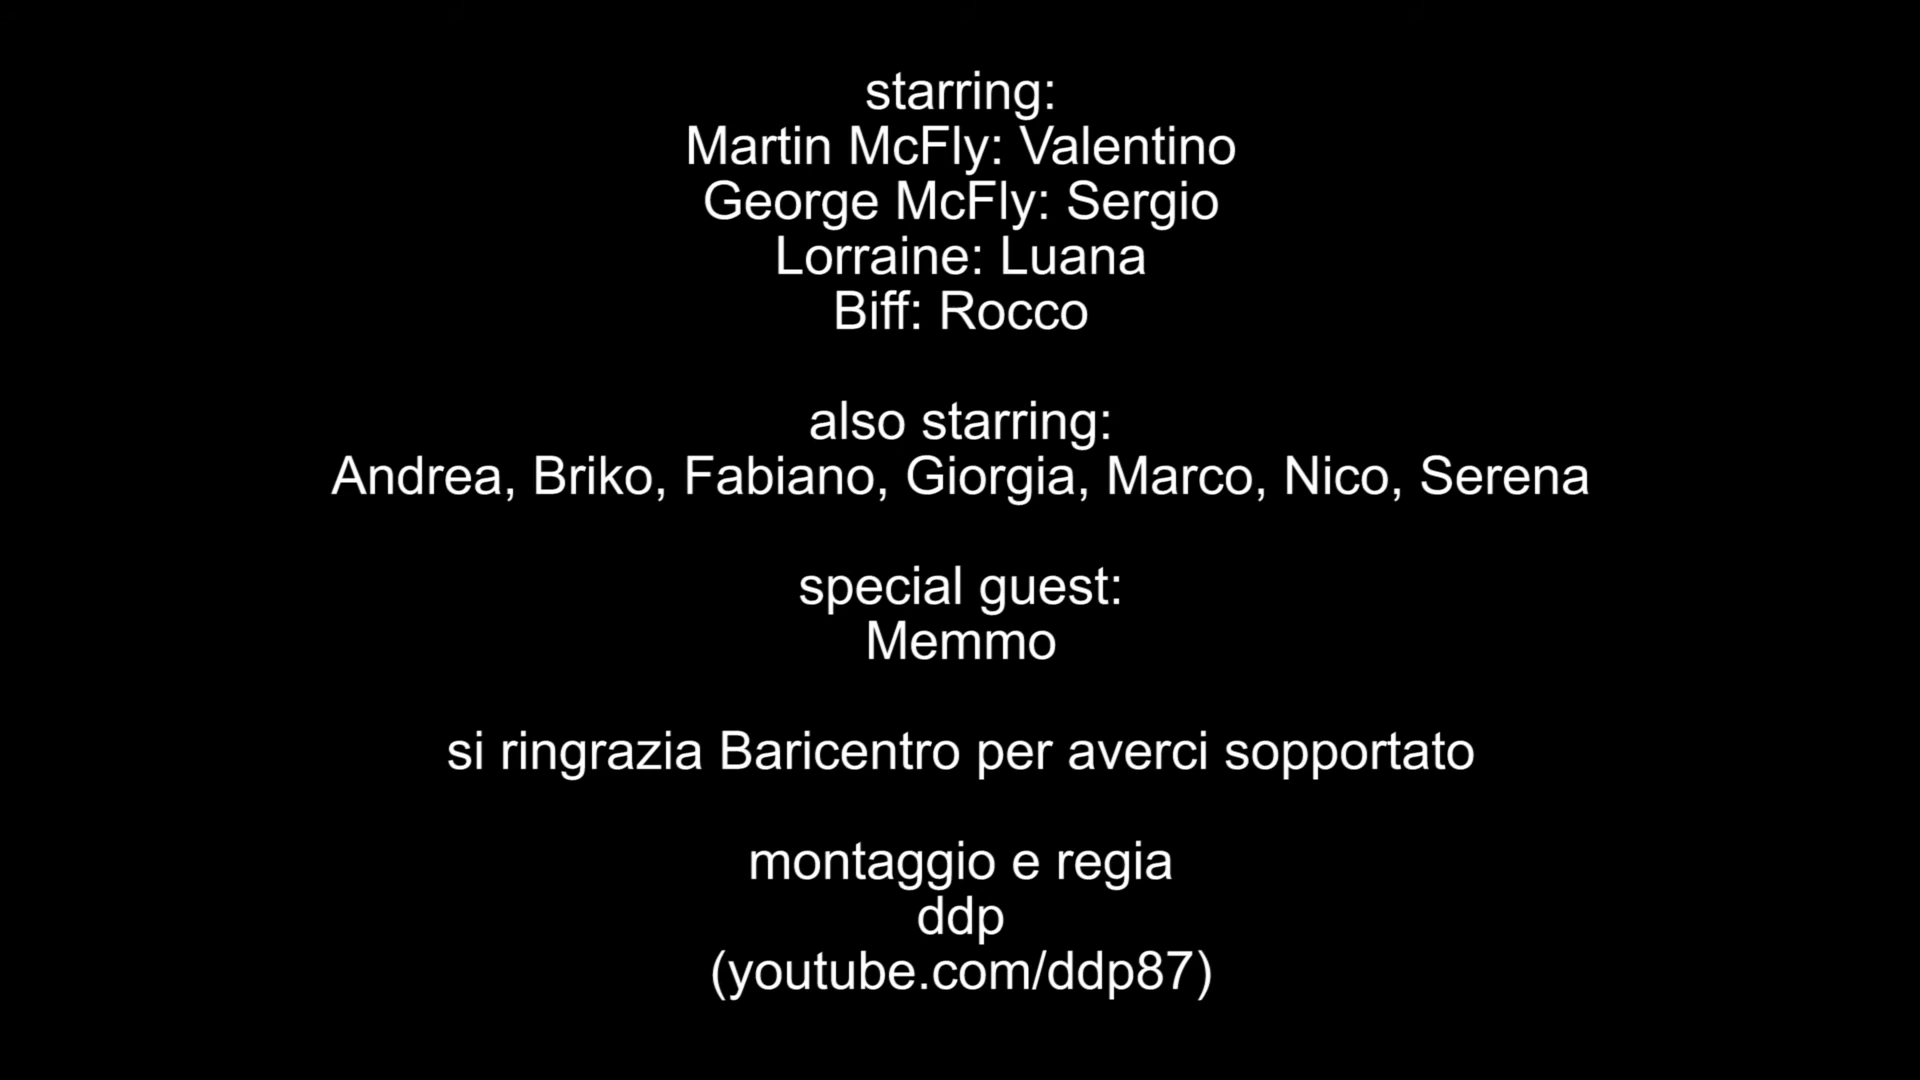 starring:
Martin McFly: Valentino
George McFly: Sergio
Lorraine: Luana
Biff: Rocco
also starring:
Andrea, Briko, Fabiano, Giorgia, Marco, Nico, Serena
special guest:
Memmo
si ringrazia Baricentro per averci sopportato
montaggio e regia
ddp
(youtube.com/ddp87)